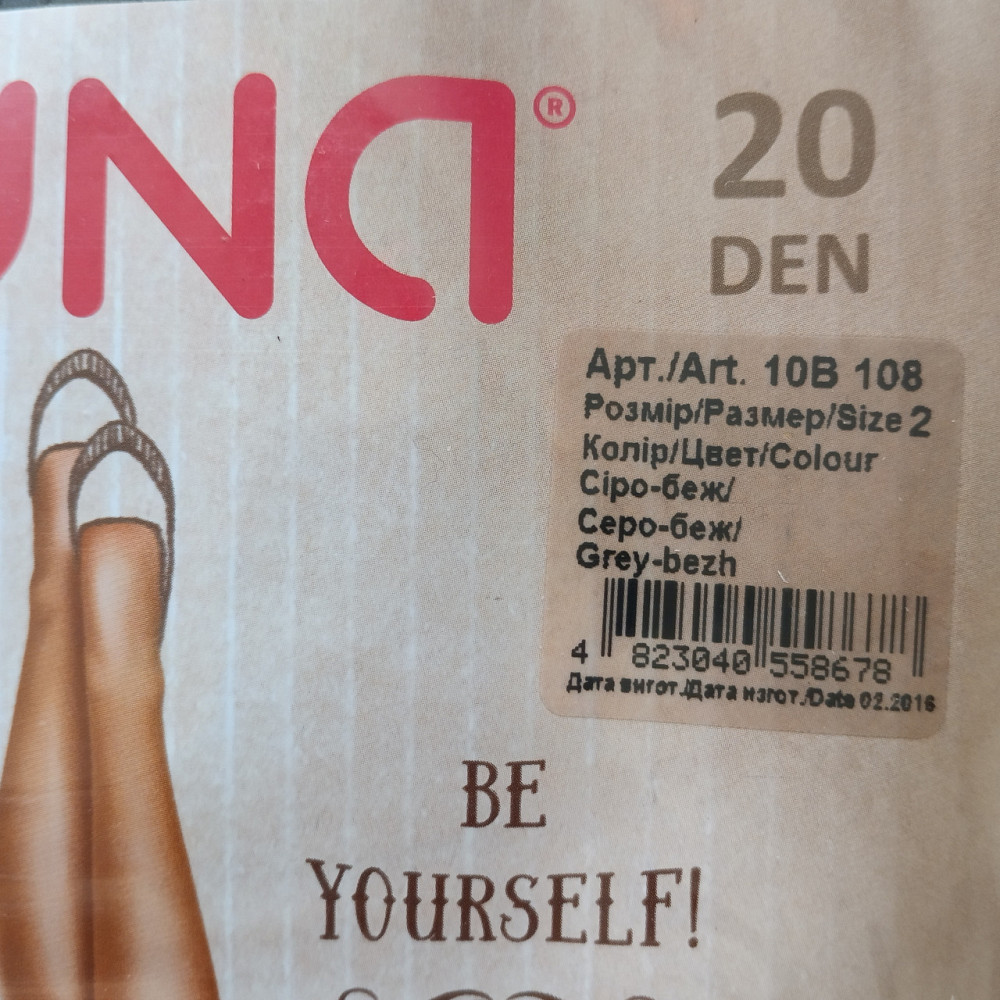 UNA®
20
DEN
Арт./Art. 10B 108
Розмір/Размер/Size 2
Колір/Цвет/Colour
Сіро-беж/
Серо-беж/
Grey-bezh
4 823040 558678
Дата вигот./Дата изгот./Date 02.2016
BE
YOURSELF!